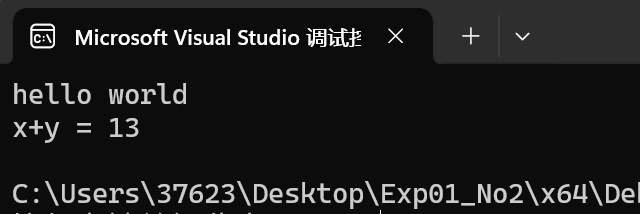 Microsoft Visual Studio 调试
hello world
x+y = 13
C:\Users\37623\Desktop\Exp01_No2\x64\De